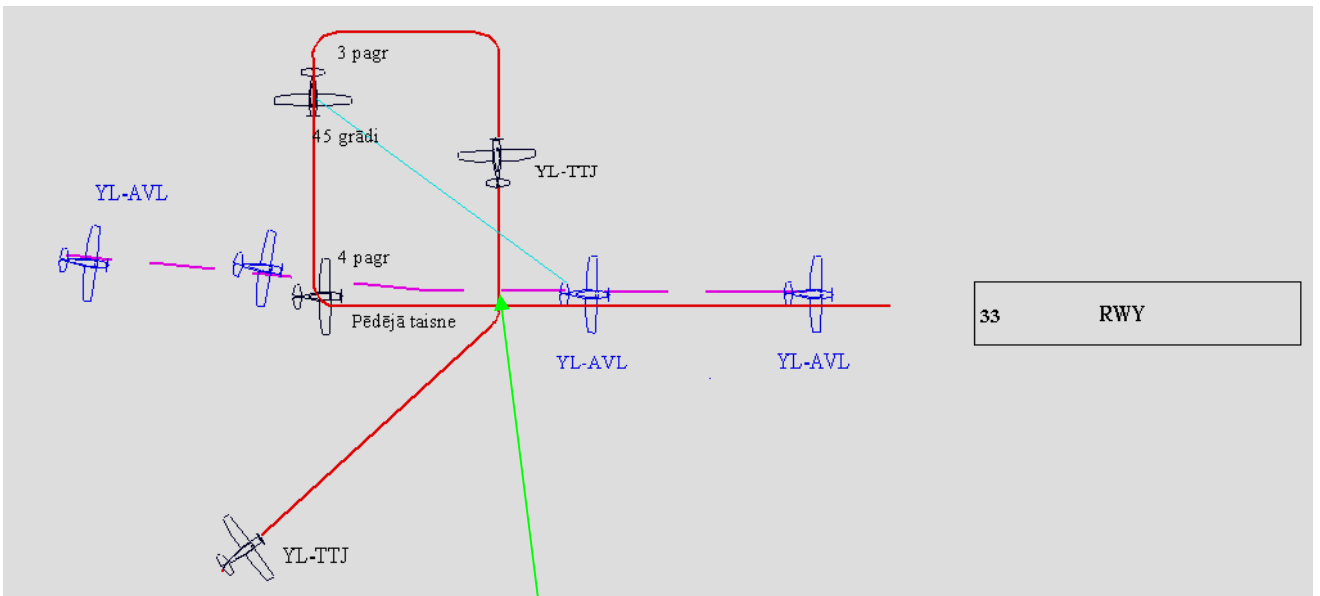 3 pagr
45 grādi
YL-TTJ
YL-AVL
4 pagr
Pēdējā taisne
33 RWY
YL-AVL
YL-AVL
YL-TTJ